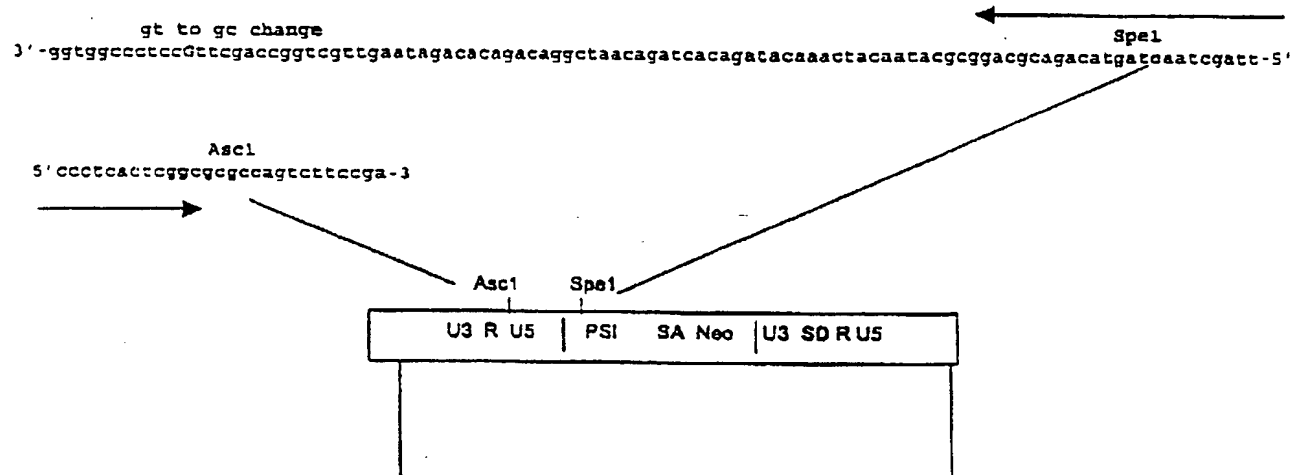 gt to gc change
Spe1
3'-ggtggccctccGttcgaccggtcgttgaatagacacagacaggctaacagatcacagatacaaactacaatacgcggacgcagacatgatcaatcgatt-5'
Asc1
5'ccctcactcggcgcgccagtcttccga-3
Asc1 Spe1
U3 R U5 | PSI SA Neo | U3 SD R U5